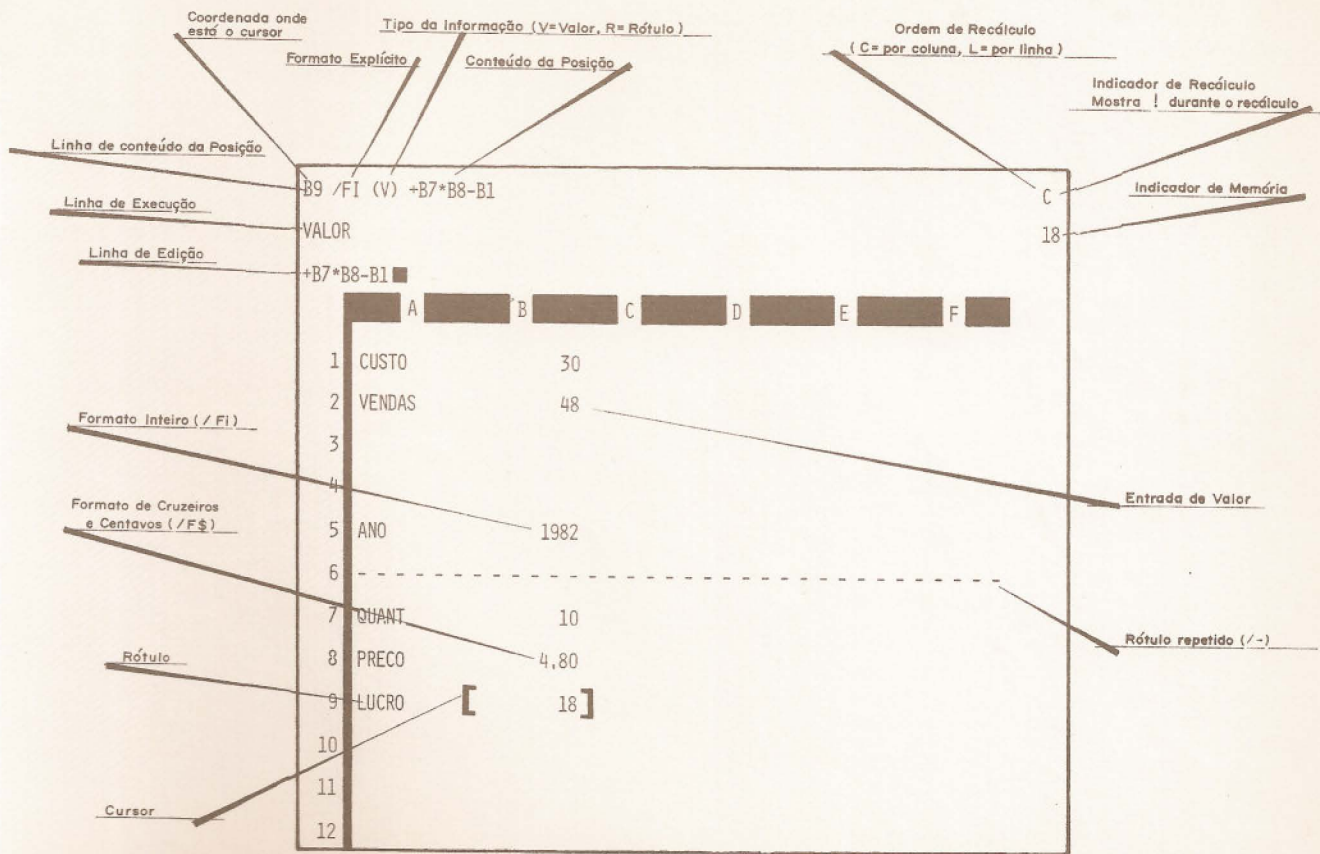 Coordenada onde
está o cursor
Tipo da Informação (V=Valor, R=Rótulo)
Ordem de Recálculo
(C=por coluna, L=por linha)
Formato Explícito
Conteúdo da Posição
Indicador de Recálculo
Mostra ! durante o recálculo
Linha de conteúdo da Posição
B9 /FI (V) +B7*B8-B1
C
Indicador de Memória
Linha de Execução
VALOR
18
Linha de Edição
+B7*B8-B1
A B C D E F
1 CUSTO 30
2 VENDAS 48
Formato Inteiro (/Fi)
3
4
Entrada de Valor
Formato de Cruzeiros
e Centavos (/F$)
5 ANO 1982
6 - - - - - - - - - - - - - - - - - - - - - - - - - - - - - - - - - - - - - - - - - - - - -
7 QUANT 10
Rótulo repetido (/-)
Rótulo
8 PRECO 4,80
9 LUCRO [ 18 ]
10
11
Cursor
12